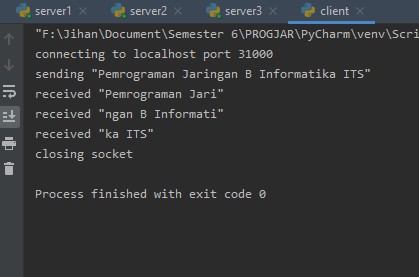 server1 server2 server3 client
"F:\Jihan\Document\Semester 6\PROGJAR\PyCharm\venv\Scri
connecting to localhost port 31000
sending "Pemrograman Jaringan B Informatika ITS"
received "Pemrograman Jari"
received "ngan B Informati"
received "ka ITS"
closing socket
Process finished with exit code 0